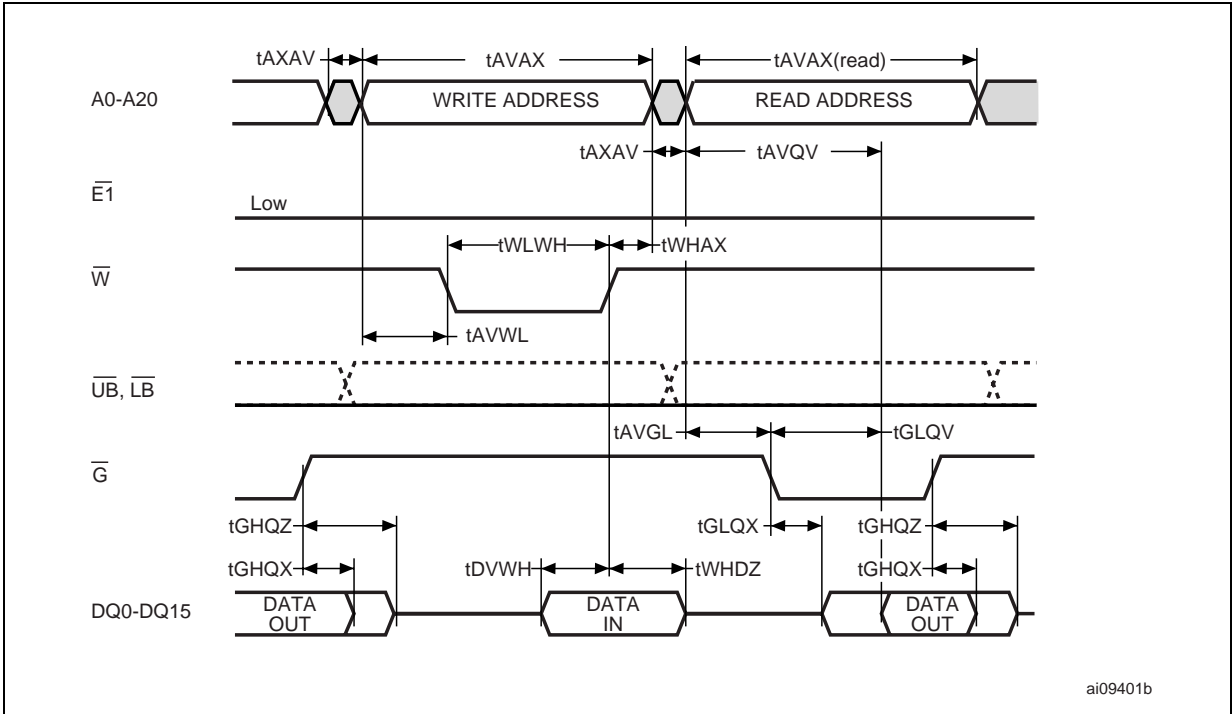 tAXAV tAVAX tAVAX(read)
A0-A20 WRITE ADDRESS READ ADDRESS
tAXAV tAVQV
E1
Low
tWLWH tWHAX
W
tAVWL
UB, LB
tAVGL tGLQV
G
tGHQZ tGLQX tGHQZ
tGHQX tDVWH tWHDZ tGHQX
DQ0-DQ15 DATA OUT DATA IN DATA OUT
ai09401b